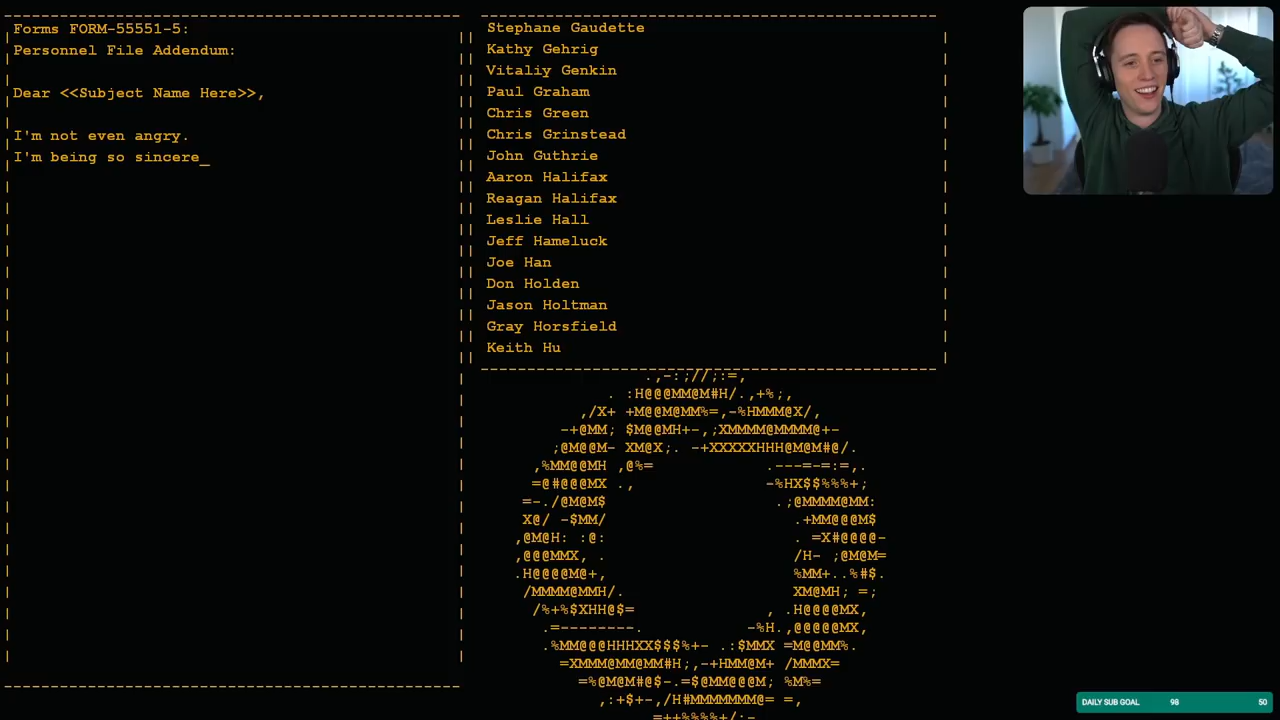 Forms FORM-55551-5:
Personnel File Addendum:
Dear <<Subject Name Here>>,
I'm not even angry.
I'm being so sincere_
Stephane Gaudette
Kathy Gehrig
Vitaliy Genkin
Paul Graham
Chris Green
Chris Grinstead
John Guthrie
Aaron Halifax
Reagan Halifax
Leslie Hall
Jeff Hameluck
Joe Han
Don Holden
Jason Holtman
Gray Horsfield
Keith Hu
DAILY SUB GOAL 98 50